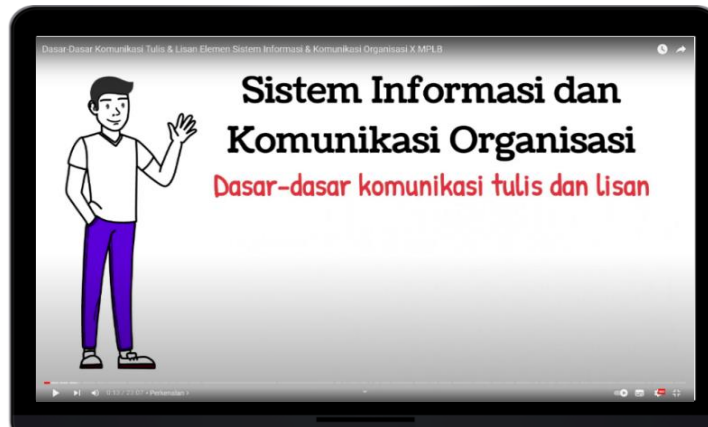 Dasar-Dasar Komunikasi Tulis & Lisan Elemen Sistem Informasi & Komunikasi Organisasi X MPLB
Sistem Informasi dan
Komunikasi Organisasi
Dasar-dasar komunikasi tulis dan lisan
• Perkenalan >